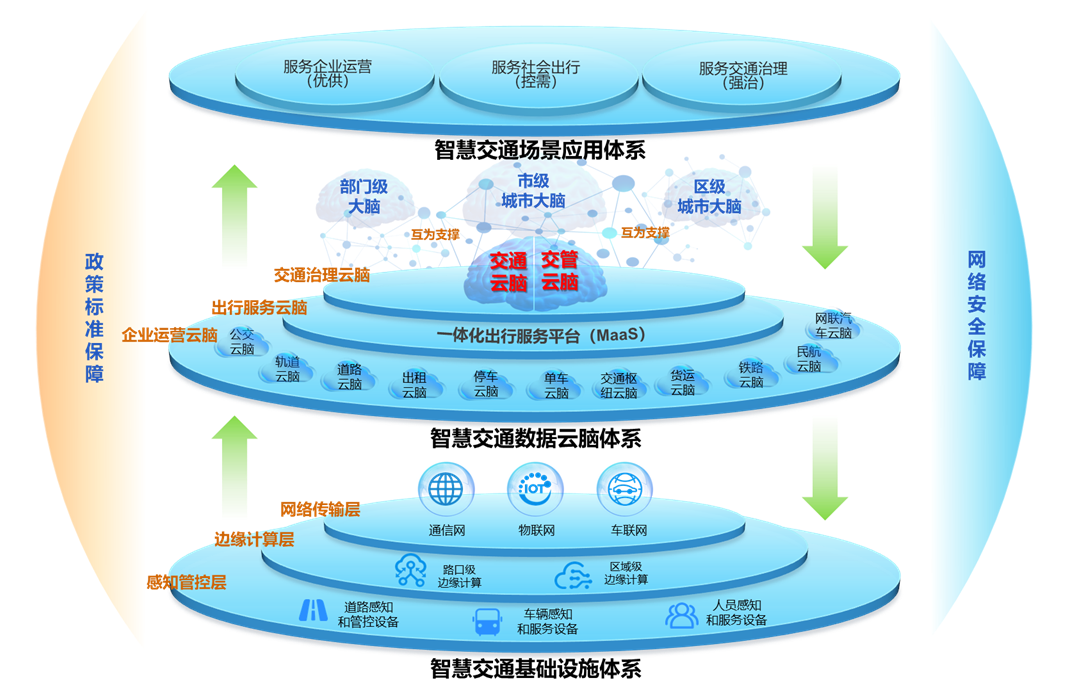 服务企业运营
(优供)
服务社会出行
(控需)
服务交通治理
(强治)
智慧交通场景应用体系
部门级
大脑
市级
城市大脑
区级
城市大脑
互为支撑
互为支撑
交通
云脑
交管
云脑
交通治理云脑
出行服务云脑
企业运营云脑
一体化出行服务平台（MaaS）
公交
云脑
轨道
云脑
道路
云脑
出租
云脑
停车
云脑
单车
云脑
交通枢
纽云脑
货运
云脑
铁路
云脑
民航
云脑
网联汽
车云脑
智慧交通数据云脑体系
网络传输层
边缘计算层
感知管控层
IOT
通信网
物联网
车联网
路口级
边缘计算
区域级
边缘计算
道路感知
和管控设备
车辆感知
和服务设备
人员感知
和服务设备
智慧交通基础设施体系
政策标准保障
网络安全保障